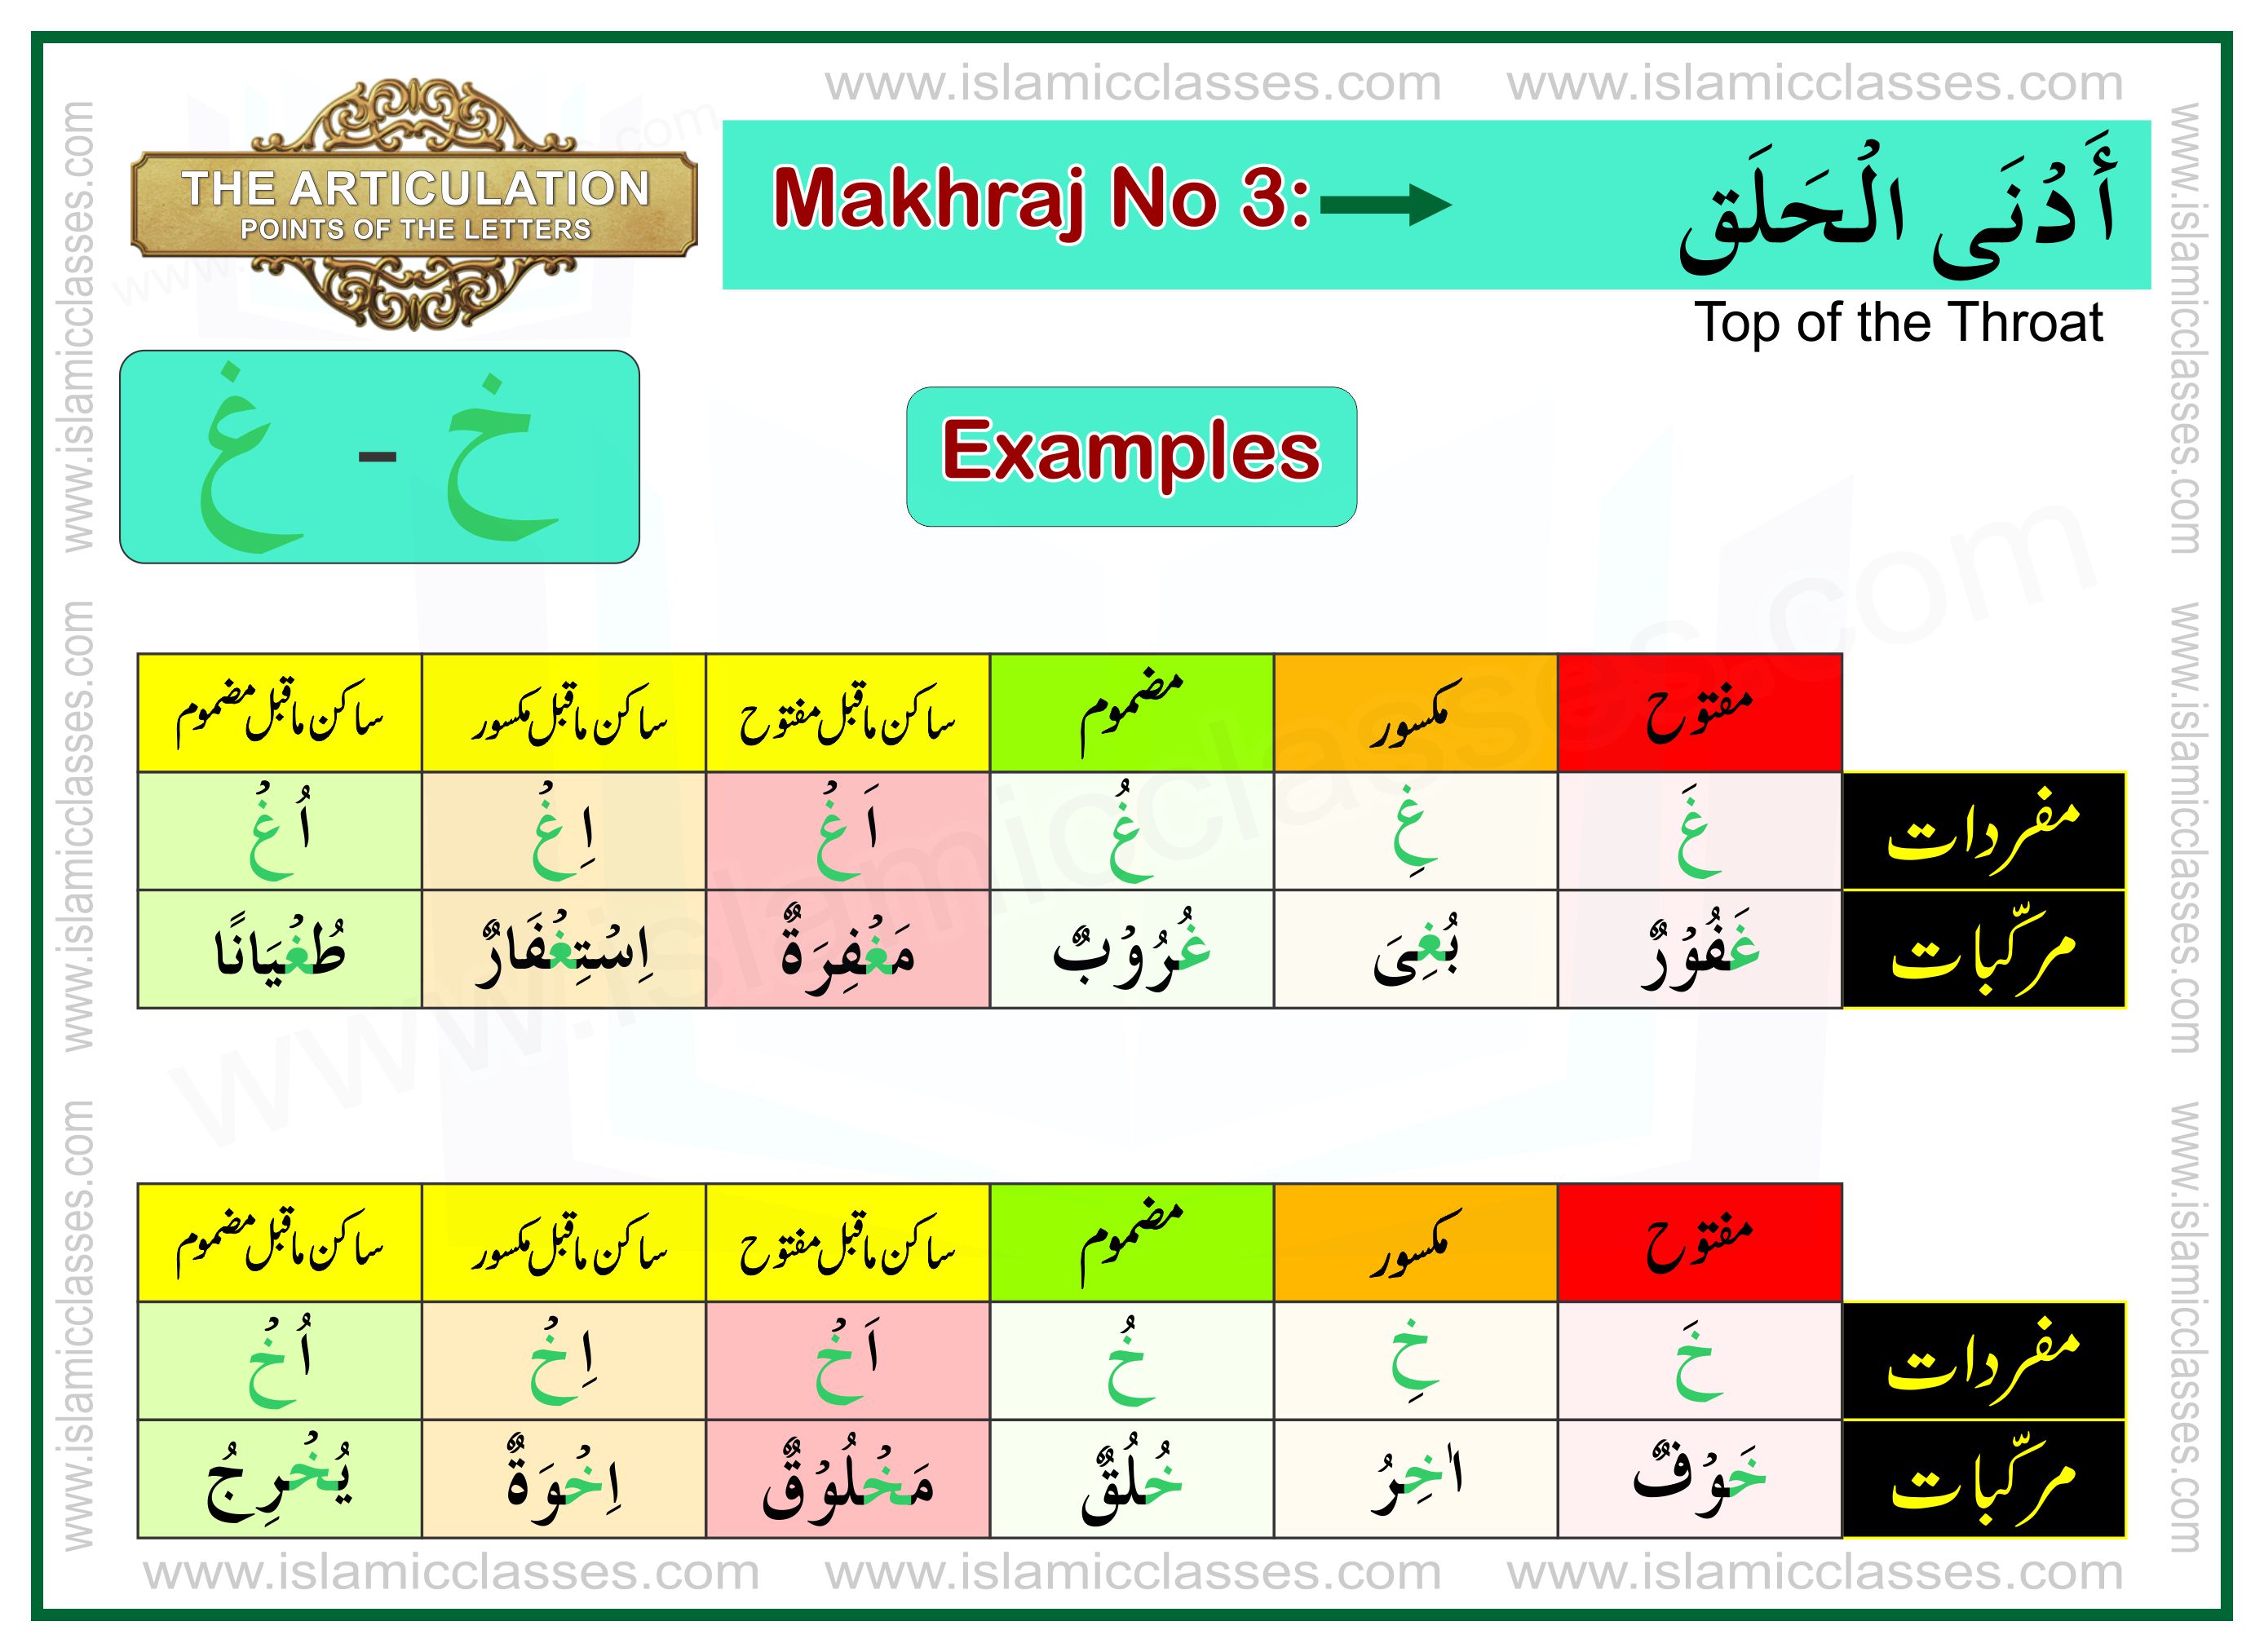 www.islamicclasses.com www.islamicclasses.com
THE ARTICULATION
POINTS OF THE LETTERS
Makhraj No 3:
أَدْنَى الْحَلَق
Top of the Throat
خ - غ
Examples
مفتوح مکسور مضموم ساکن ماقبل مفتوح ساکن ماقبل مکسور ساکن ماقبل مضموم
مفردات غَ غِ غُ اَغْ اِغْ اُغْ
مرکّبات غَفُوْرٌ بُغِىَ غُرُوْبٌ مَغْفِرَةٌ اِسْتِغْفَارٌ طُغْيَانًا
مفتوح مکسور مضموم ساکن ماقبل مفتوح ساکن ماقبل مکسور ساکن ماقبل مضموم
مفردات خَ خِ خُ اَخْ اِخْ اُخْ
مرکّبات خَوْفٌ اٰخِرُ خُلُقٌ مَخْلُوْقٌ اِخْوَةٌ يُخْرِجُ
www.islamicclasses.com www.islamicclasses.com www.islamicclasses.com
www.islamicclasses.com www.islamicclasses.com www.islamicclasses.com
www.islamicclasses.com www.islamicclasses.com www.islamicclasses.com
www.islamicclasses.com